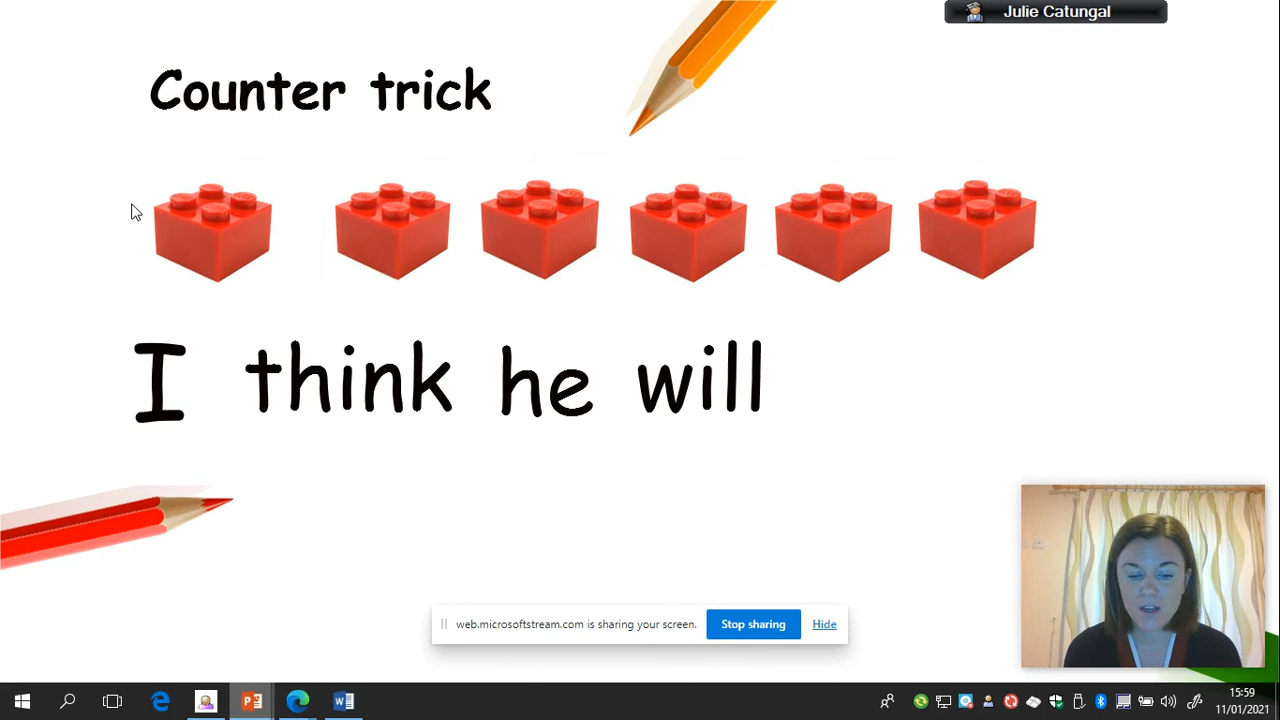 Julie Catungal
Counter trick
I think he will
web.microsoftstream.com is sharing your screen. Stop sharing Hide
15:59
11/01/2021